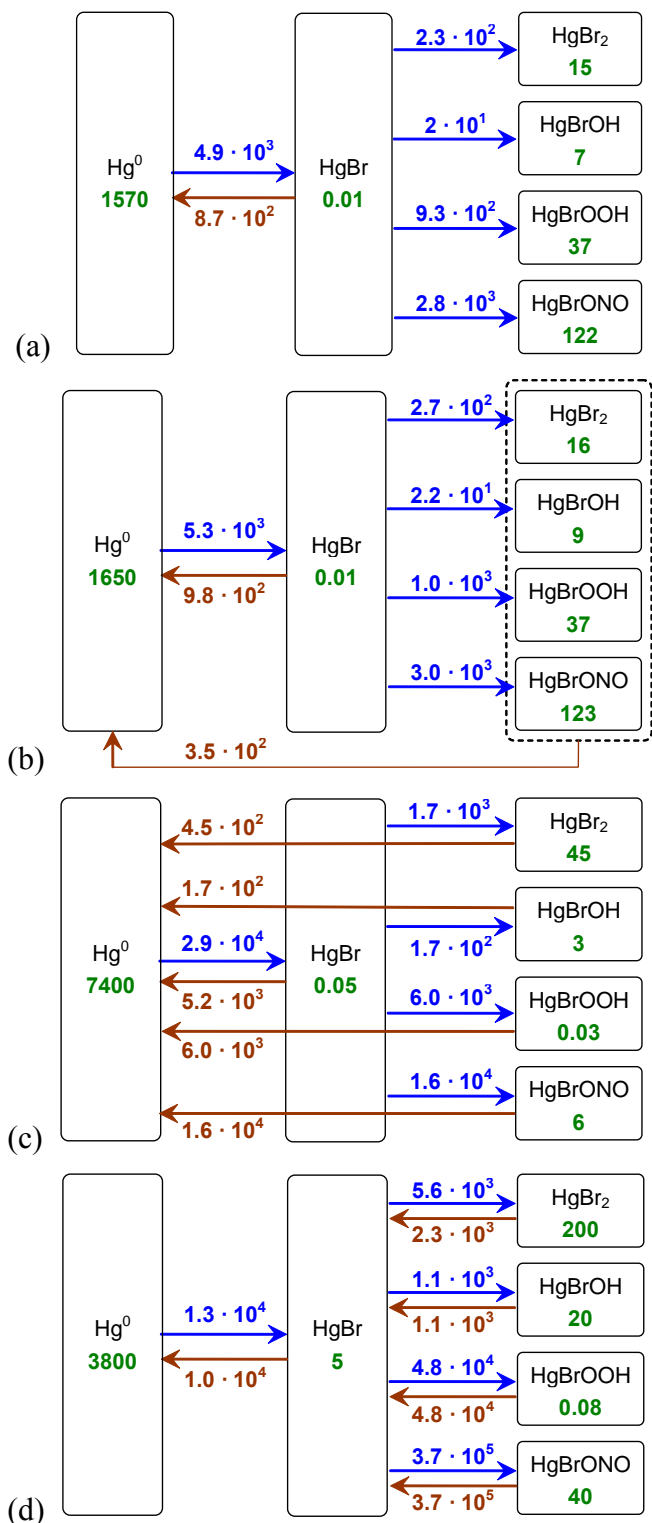 2.3 · 10²
HgBr₂
15
2 · 10¹
HgBrOH
7
Hg⁰
1570
4.9 · 10³
8.7 · 10²
HgBr
0.01
9.3 · 10²
HgBrOOH
37
2.8 · 10³
HgBrONO
122
(a)
2.7 · 10²
HgBr₂
16
2.2 · 10¹
HgBrOH
9
Hg⁰
1650
5.3 · 10³
9.8 · 10²
HgBr
0.01
1.0 · 10³
HgBrOOH
37
3.0 · 10³
HgBrONO
123
3.5 · 10²
(b)
4.5 · 10²
1.7 · 10³
HgBr₂
45
1.7 · 10²
1.7 · 10²
HgBrOH
3
Hg⁰
7400
2.9 · 10⁴
5.2 · 10³
HgBr
0.05
6.0 · 10³
6.0 · 10³
HgBrOOH
0.03
1.6 · 10⁴
1.6 · 10⁴
HgBrONO
6
(c)
5.6 · 10³
2.3 · 10³
HgBr₂
200
1.1 · 10³
1.1 · 10³
HgBrOH
20
Hg⁰
3800
1.3 · 10⁴
1.0 · 10⁴
HgBr
5
4.8 · 10⁴
4.8 · 10⁴
HgBrOOH
0.08
3.7 · 10⁵
3.7 · 10⁵
HgBrONO
40
(d)